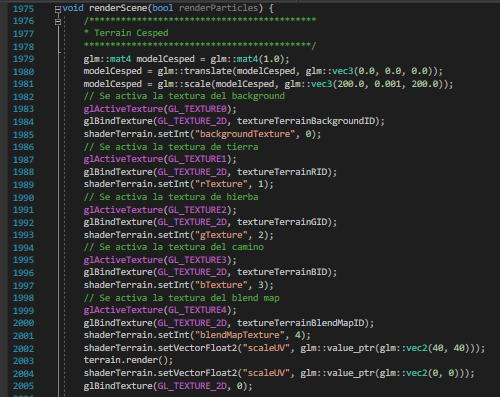 1975 void renderScene(bool renderParticles) {
1976 /*******************************************
1977 * Terrain Cesped
1978 *******************************************/
1979 glm::mat4 modelCesped = glm::mat4(1.0);
1980 modelCesped = glm::translate(modelCesped, glm::vec3(0.0, 0.0, 0.0));
1981 modelCesped = glm::scale(modelCesped, glm::vec3(200.0, 0.001, 200.0));
1982 // Se activa la textura del background
1983 glActiveTexture(GL_TEXTURE0);
1984 glBindTexture(GL_TEXTURE_2D, textureTerrainBackgroundID);
1985 shaderTerrain.setInt("backgroundTexture", 0);
1986 // Se activa la textura de tierra
1987 glActiveTexture(GL_TEXTURE1);
1988 glBindTexture(GL_TEXTURE_2D, textureTerrainRID);
1989 shaderTerrain.setInt("rTexture", 1);
1990 // Se activa la textura de hierba
1991 glActiveTexture(GL_TEXTURE2);
1992 glBindTexture(GL_TEXTURE_2D, textureTerrainGID);
1993 shaderTerrain.setInt("gTexture", 2);
1994 // Se activa la textura del camino
1995 glActiveTexture(GL_TEXTURE3);
1996 glBindTexture(GL_TEXTURE_2D, textureTerrainBID);
1997 shaderTerrain.setInt("bTexture", 3);
1998 // Se activa la textura del blend map
1999 glActiveTexture(GL_TEXTURE4);
2000 glBindTexture(GL_TEXTURE_2D, textureTerrainBlendMapID);
2001 shaderTerrain.setInt("blendMapTexture", 4);
2002 shaderTerrain.setVectorFloat2("scaleUV", glm::value_ptr(glm::vec2(40, 40)));
2003 terrain.render();
2004 shaderTerrain.setVectorFloat2("scaleUV", glm::value_ptr(glm::vec2(0, 0)));
2005 glBindTexture(GL_TEXTURE_2D, 0);